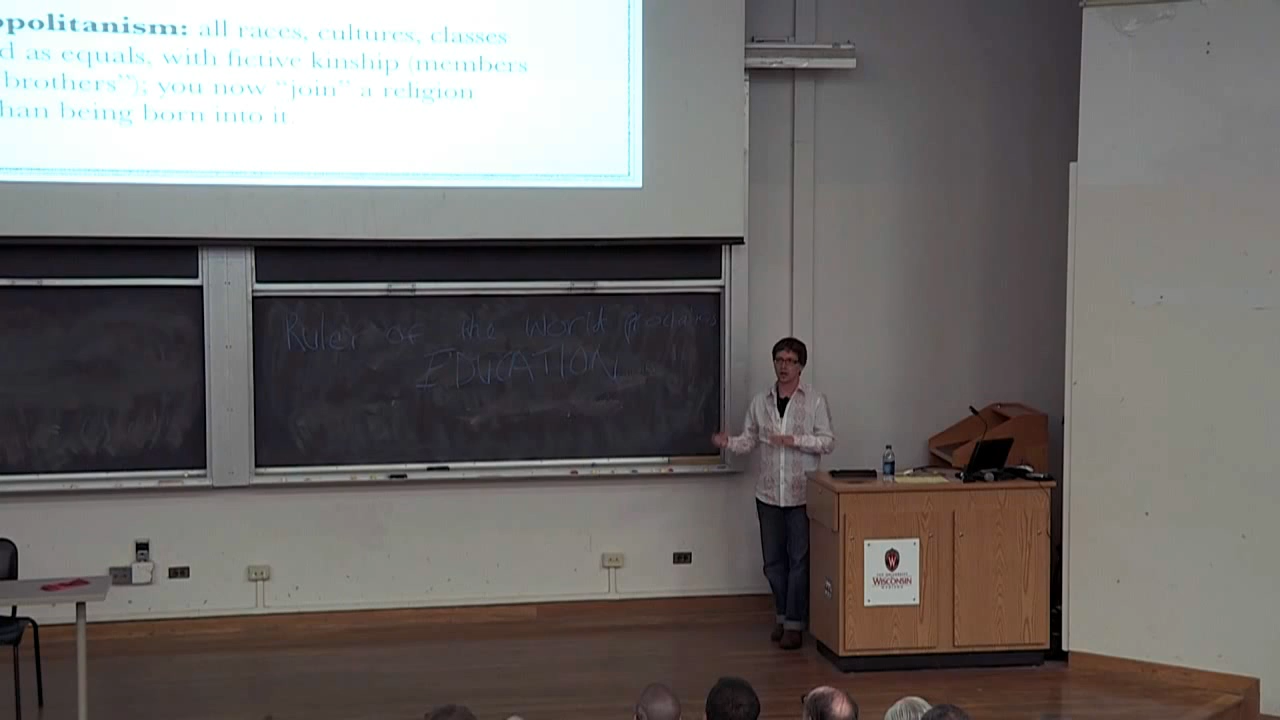 opolitanism: all races, cultures, classes
d as equals, with fictive kinship (members
brothers”); you now “join” a religion
han being born into it.
Ruler of the World
EDUCATION
W
WISCONSIN